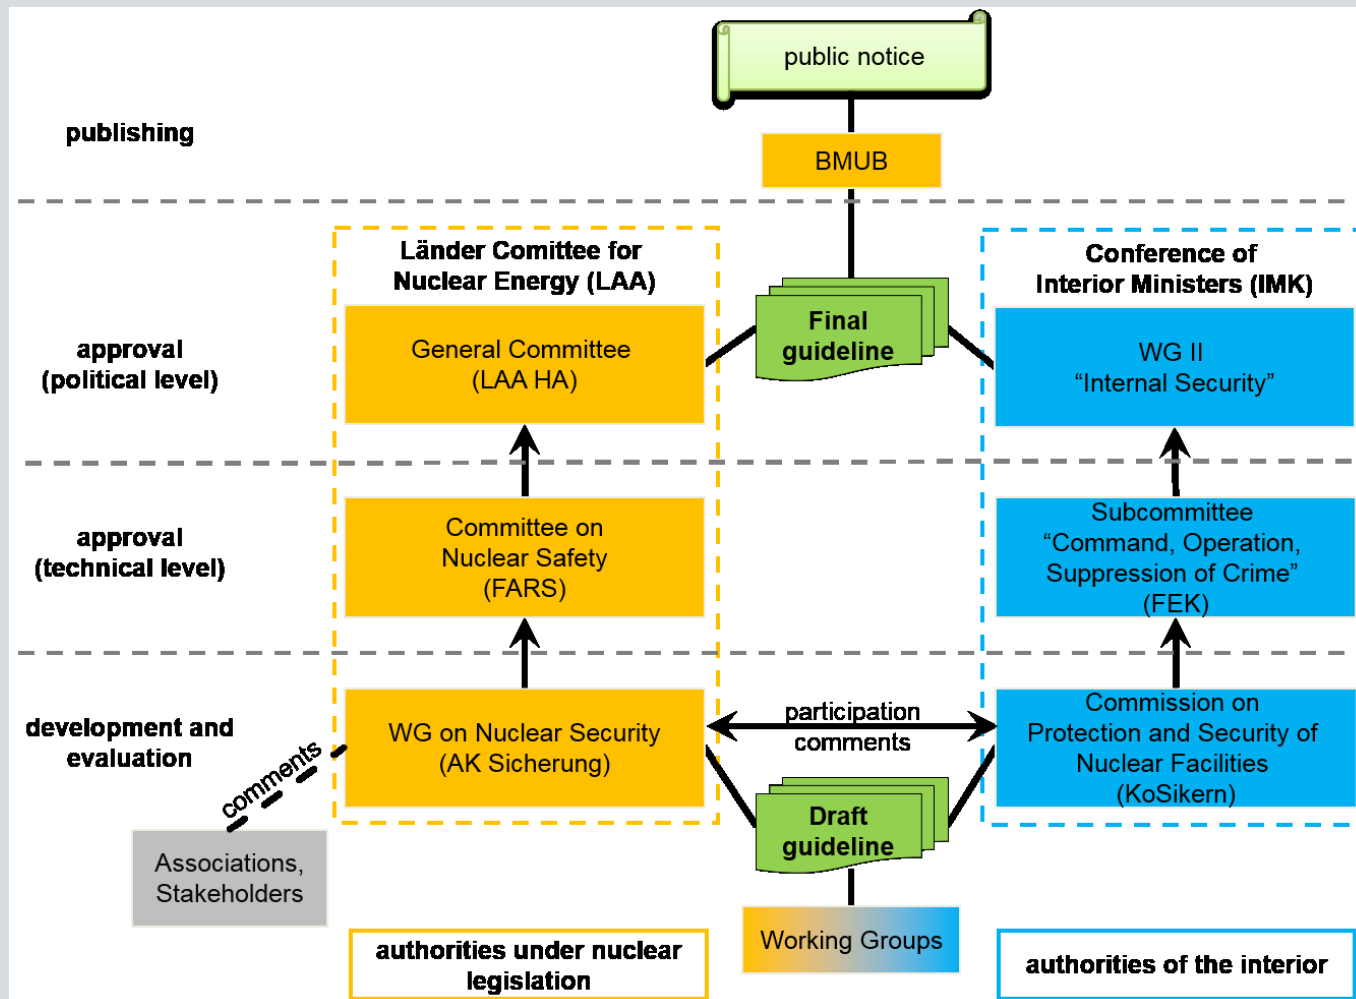 public notice
publishing
BMUB
Länder Comittee for
Nuclear Energy (LAA)
Conference of
Interior Ministers (IMK)
approval
(political level)
General Committee
(LAA HA)
Final
guideline
WG II
“Internal Security”
approval
(technical level)
Committee on
Nuclear Safety
(FARS)
Subcommittee
“Command, Operation,
Suppression of Crime”
(FEK)
development and
evaluation
WG on Nuclear Security
(AK Sicherung)
participation
comments
Commission on
Protection and Security of
Nuclear Facilities
(KoSikern)
comments
Draft
guideline
Associations,
Stakeholders
Working Groups
authorities under nuclear
legislation
authorities of the interior